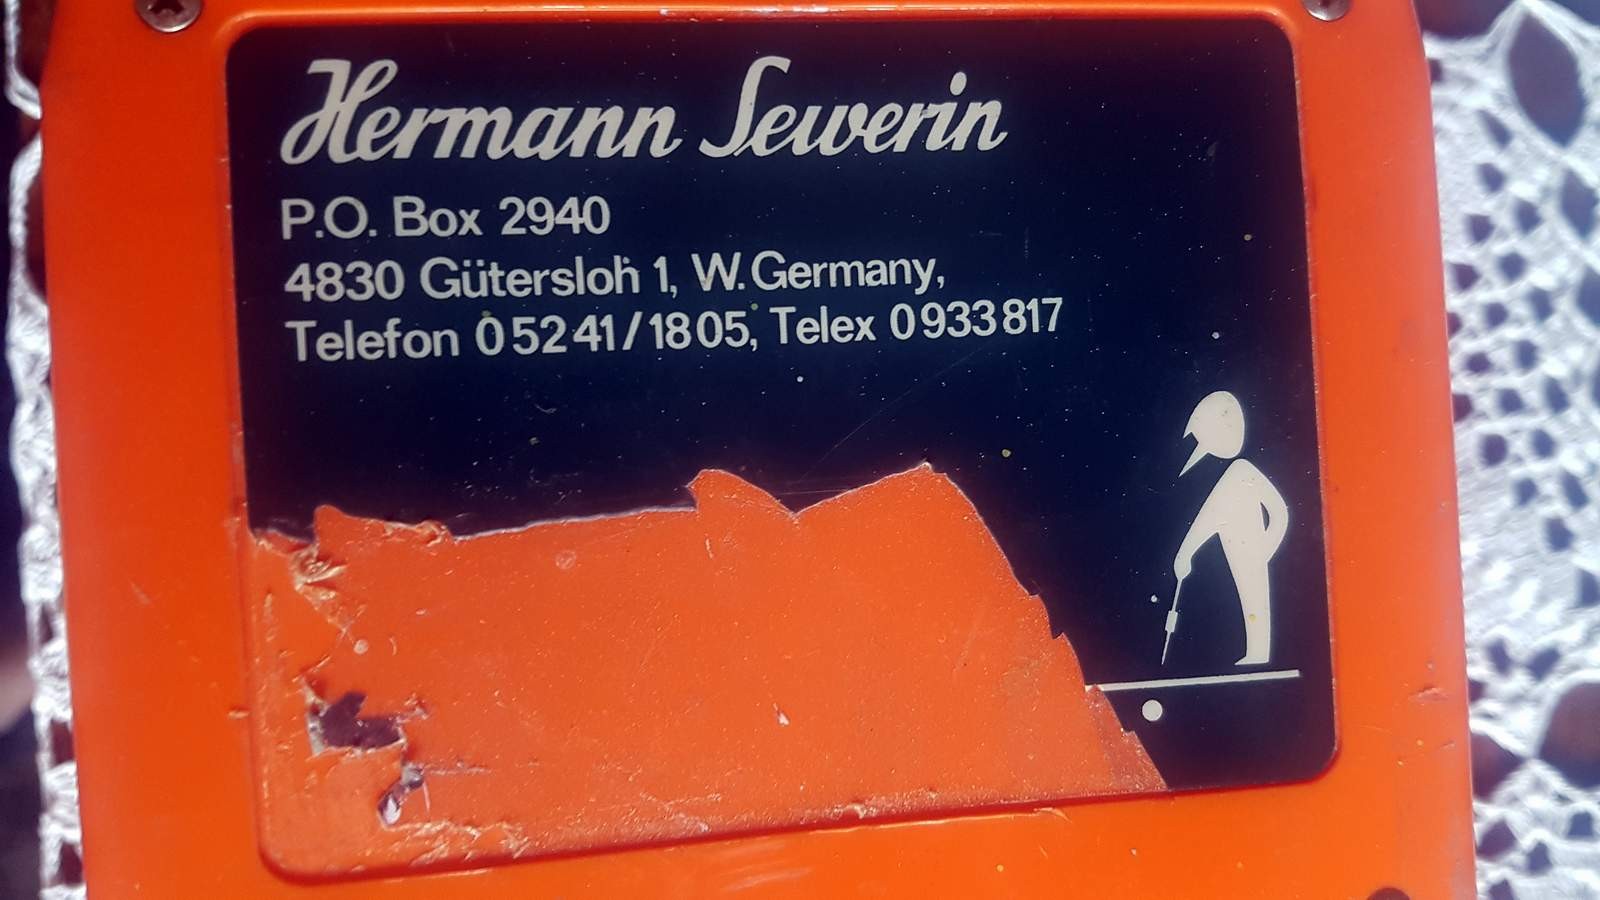 Hermann Sewerin
P.O. Box 2940
4830 Gütersloh 1, W. Germany,
Telefon 05241/1805, Telex 0933817